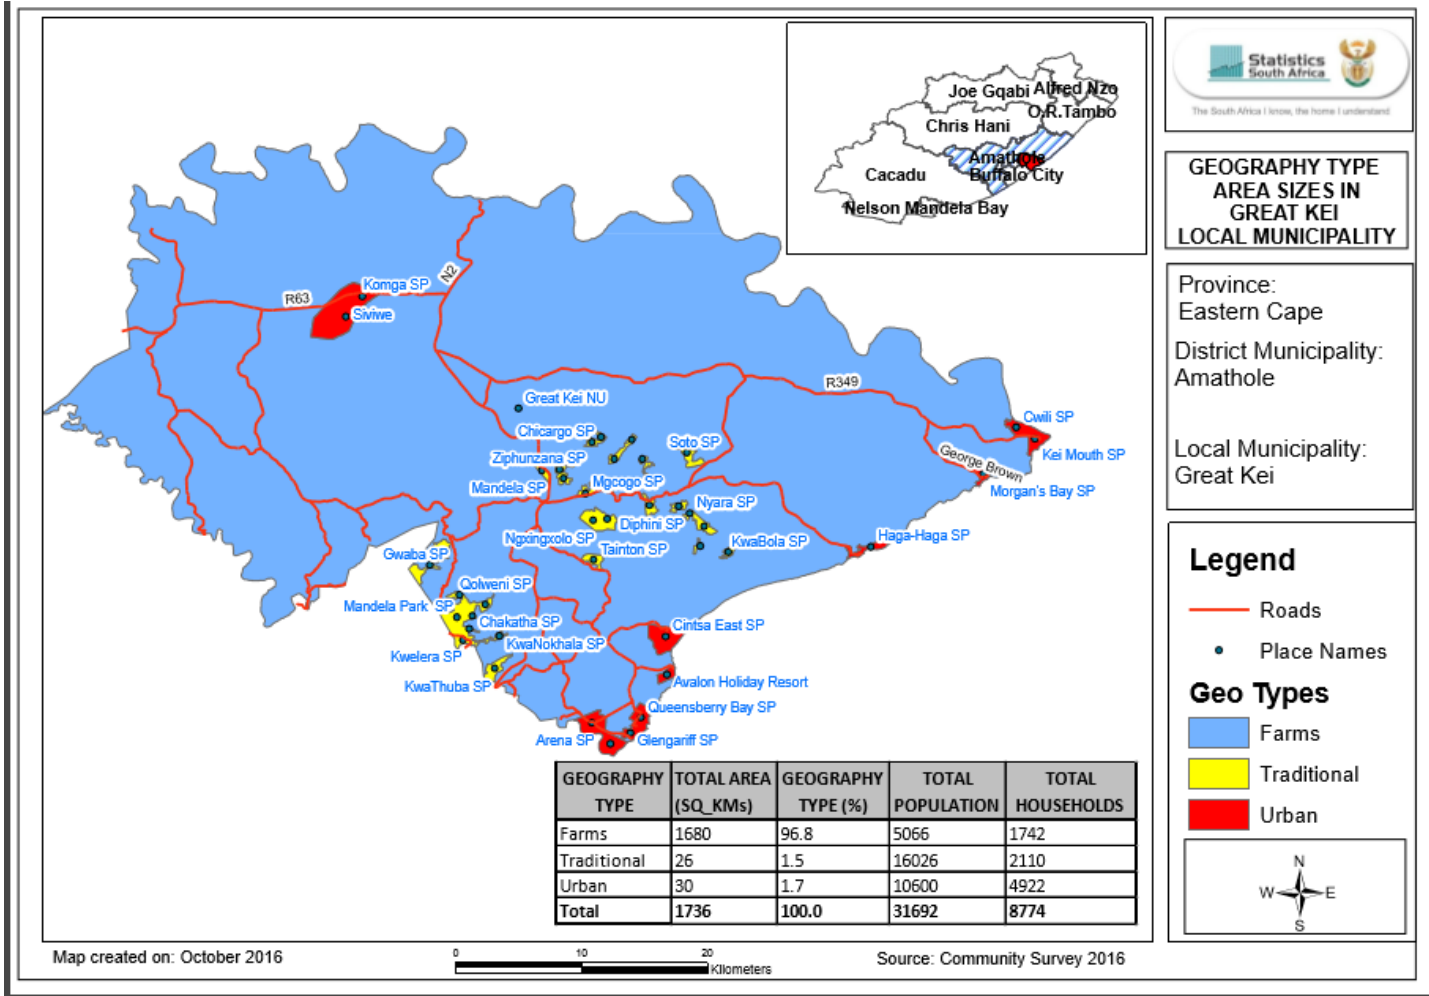 Joe Gqabi
Alfred Nzo
O.R.Tambo
Chris Hani
Amathole
Cacadu
Buffalo City
Nelson Mandela Bay
Statistics
South Africa
The South Africa I know, the home I understand
GEOGRAPHY TYPE
AREA SIZES IN
GREAT KEI
LOCAL MUNICIPALITY
Province:
Eastern Cape
District Municipality:
Amathole
Local Municipality:
Great Kei
Legend
Roads
Place Names
Geo Types
Farms
Traditional
Urban
N
W E
S
Komga SP
N2
R63
Siviwe
R349
Great Kei NU
Cwili SP
Chicargo SP
Soto SP
Kei Mouth SP
Ziphunzana SP
George Brown
Mandela SP
Mgcogo SP
Morgan's Bay SP
Nyara SP
Diphini SP
Ngxingxolo SP
KwaBola SP
Haga-Haga SP
Tainton SP
Gwaba SP
Qolweni SP
Mandela Park SP
Chakatha SP
Cintsa East SP
KwaNokhala SP
Kwelera SP
KwaThuba SP
Avalon Holiday Resort
Queensberry Bay SP
Arena SP
Glengariff SP
GEOGRAPHY TYPE TOTAL AREA (SQ_KMs) GEOGRAPHY TYPE (%) TOTAL POPULATION TOTAL HOUSEHOLDS
Farms 1680 96.8 5066 1742
Traditional 26 1.5 16026 2110
Urban 30 1.7 10600 4922
Total 1736 100.0 31692 8774
Map created on: October 2016
0 10 20
Kilometers
Source: Community Survey 2016